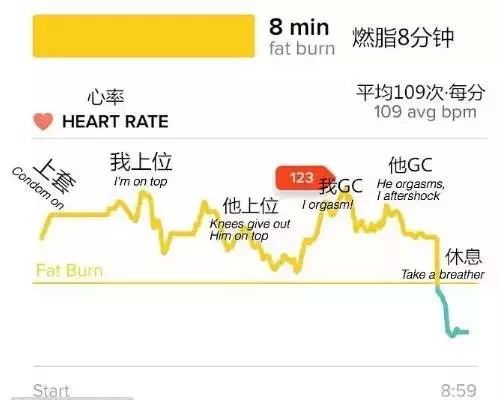 8 min
fat burn
燃脂8分钟
心率
HEART RATE
平均109次·每分
109 avg bpm
上套
Condom on
我上位
I'm on top
他上位
Knees give out
Him on top
123
我GC
I orgasm!
他GC
He orgasms,
I aftershock
休息
Take a breather
Fat Burn
Start
8:59